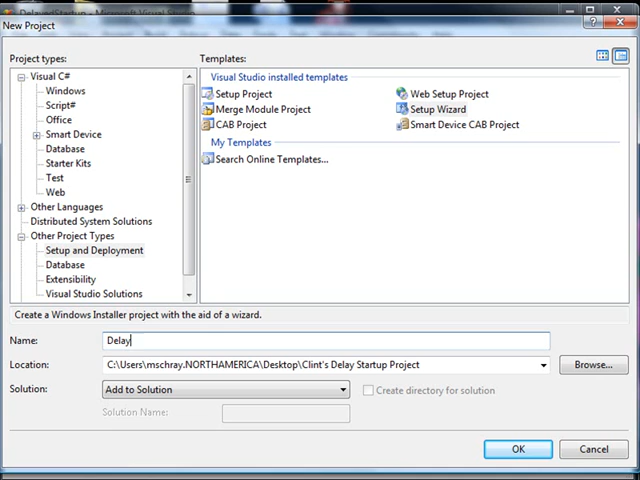 DelayedStartup - Microsoft Visual Studio
New Project
Project types:
Templates:
Visual C#
Windows
Script#
Office
Smart Device
Database
Starter Kits
Test
Web
Other Languages
Distributed System Solutions
Other Project Types
Setup and Deployment
Database
Extensibility
Visual Studio Solutions
Visual Studio installed templates
Setup Project
Web Setup Project
Merge Module Project
Setup Wizard
CAB Project
Smart Device CAB Project
My Templates
Search Online Templates...
Create a Windows Installer project with the aid of a wizard.
Name:
Delay
Location:
C:\Users\mschray.NORTHAMERICA\Desktop\Clint's Delay Startup Project
Browse...
Solution:
Add to Solution
Create directory for solution
Solution Name:
OK
Cancel